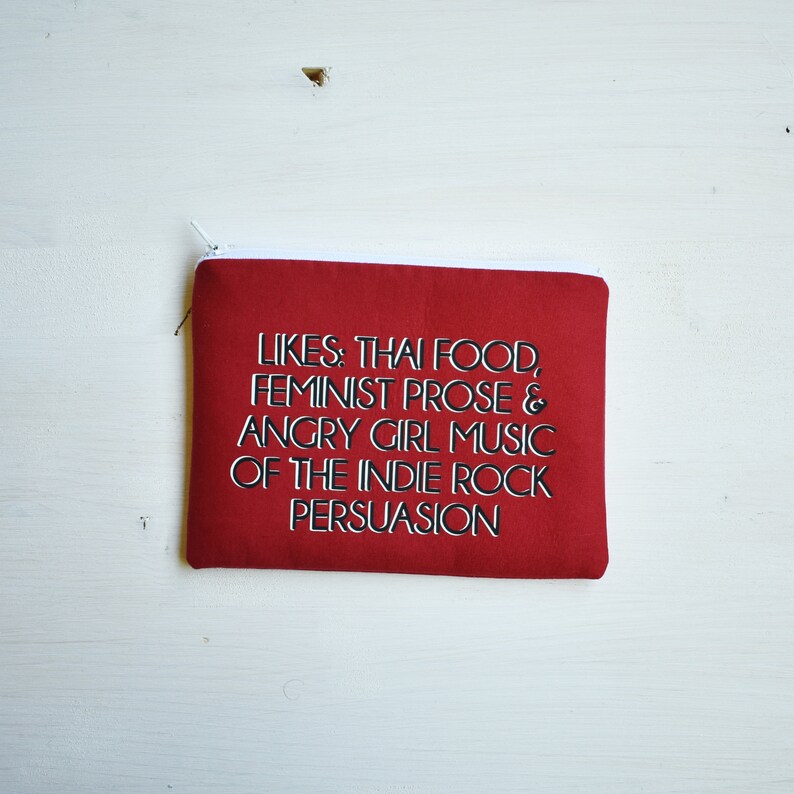 LIKES: THAI FOOD,
FEMINIST PROSE &
ANGRY GIRL MUSIC
OF THE INDIE ROCK
PERSUASION